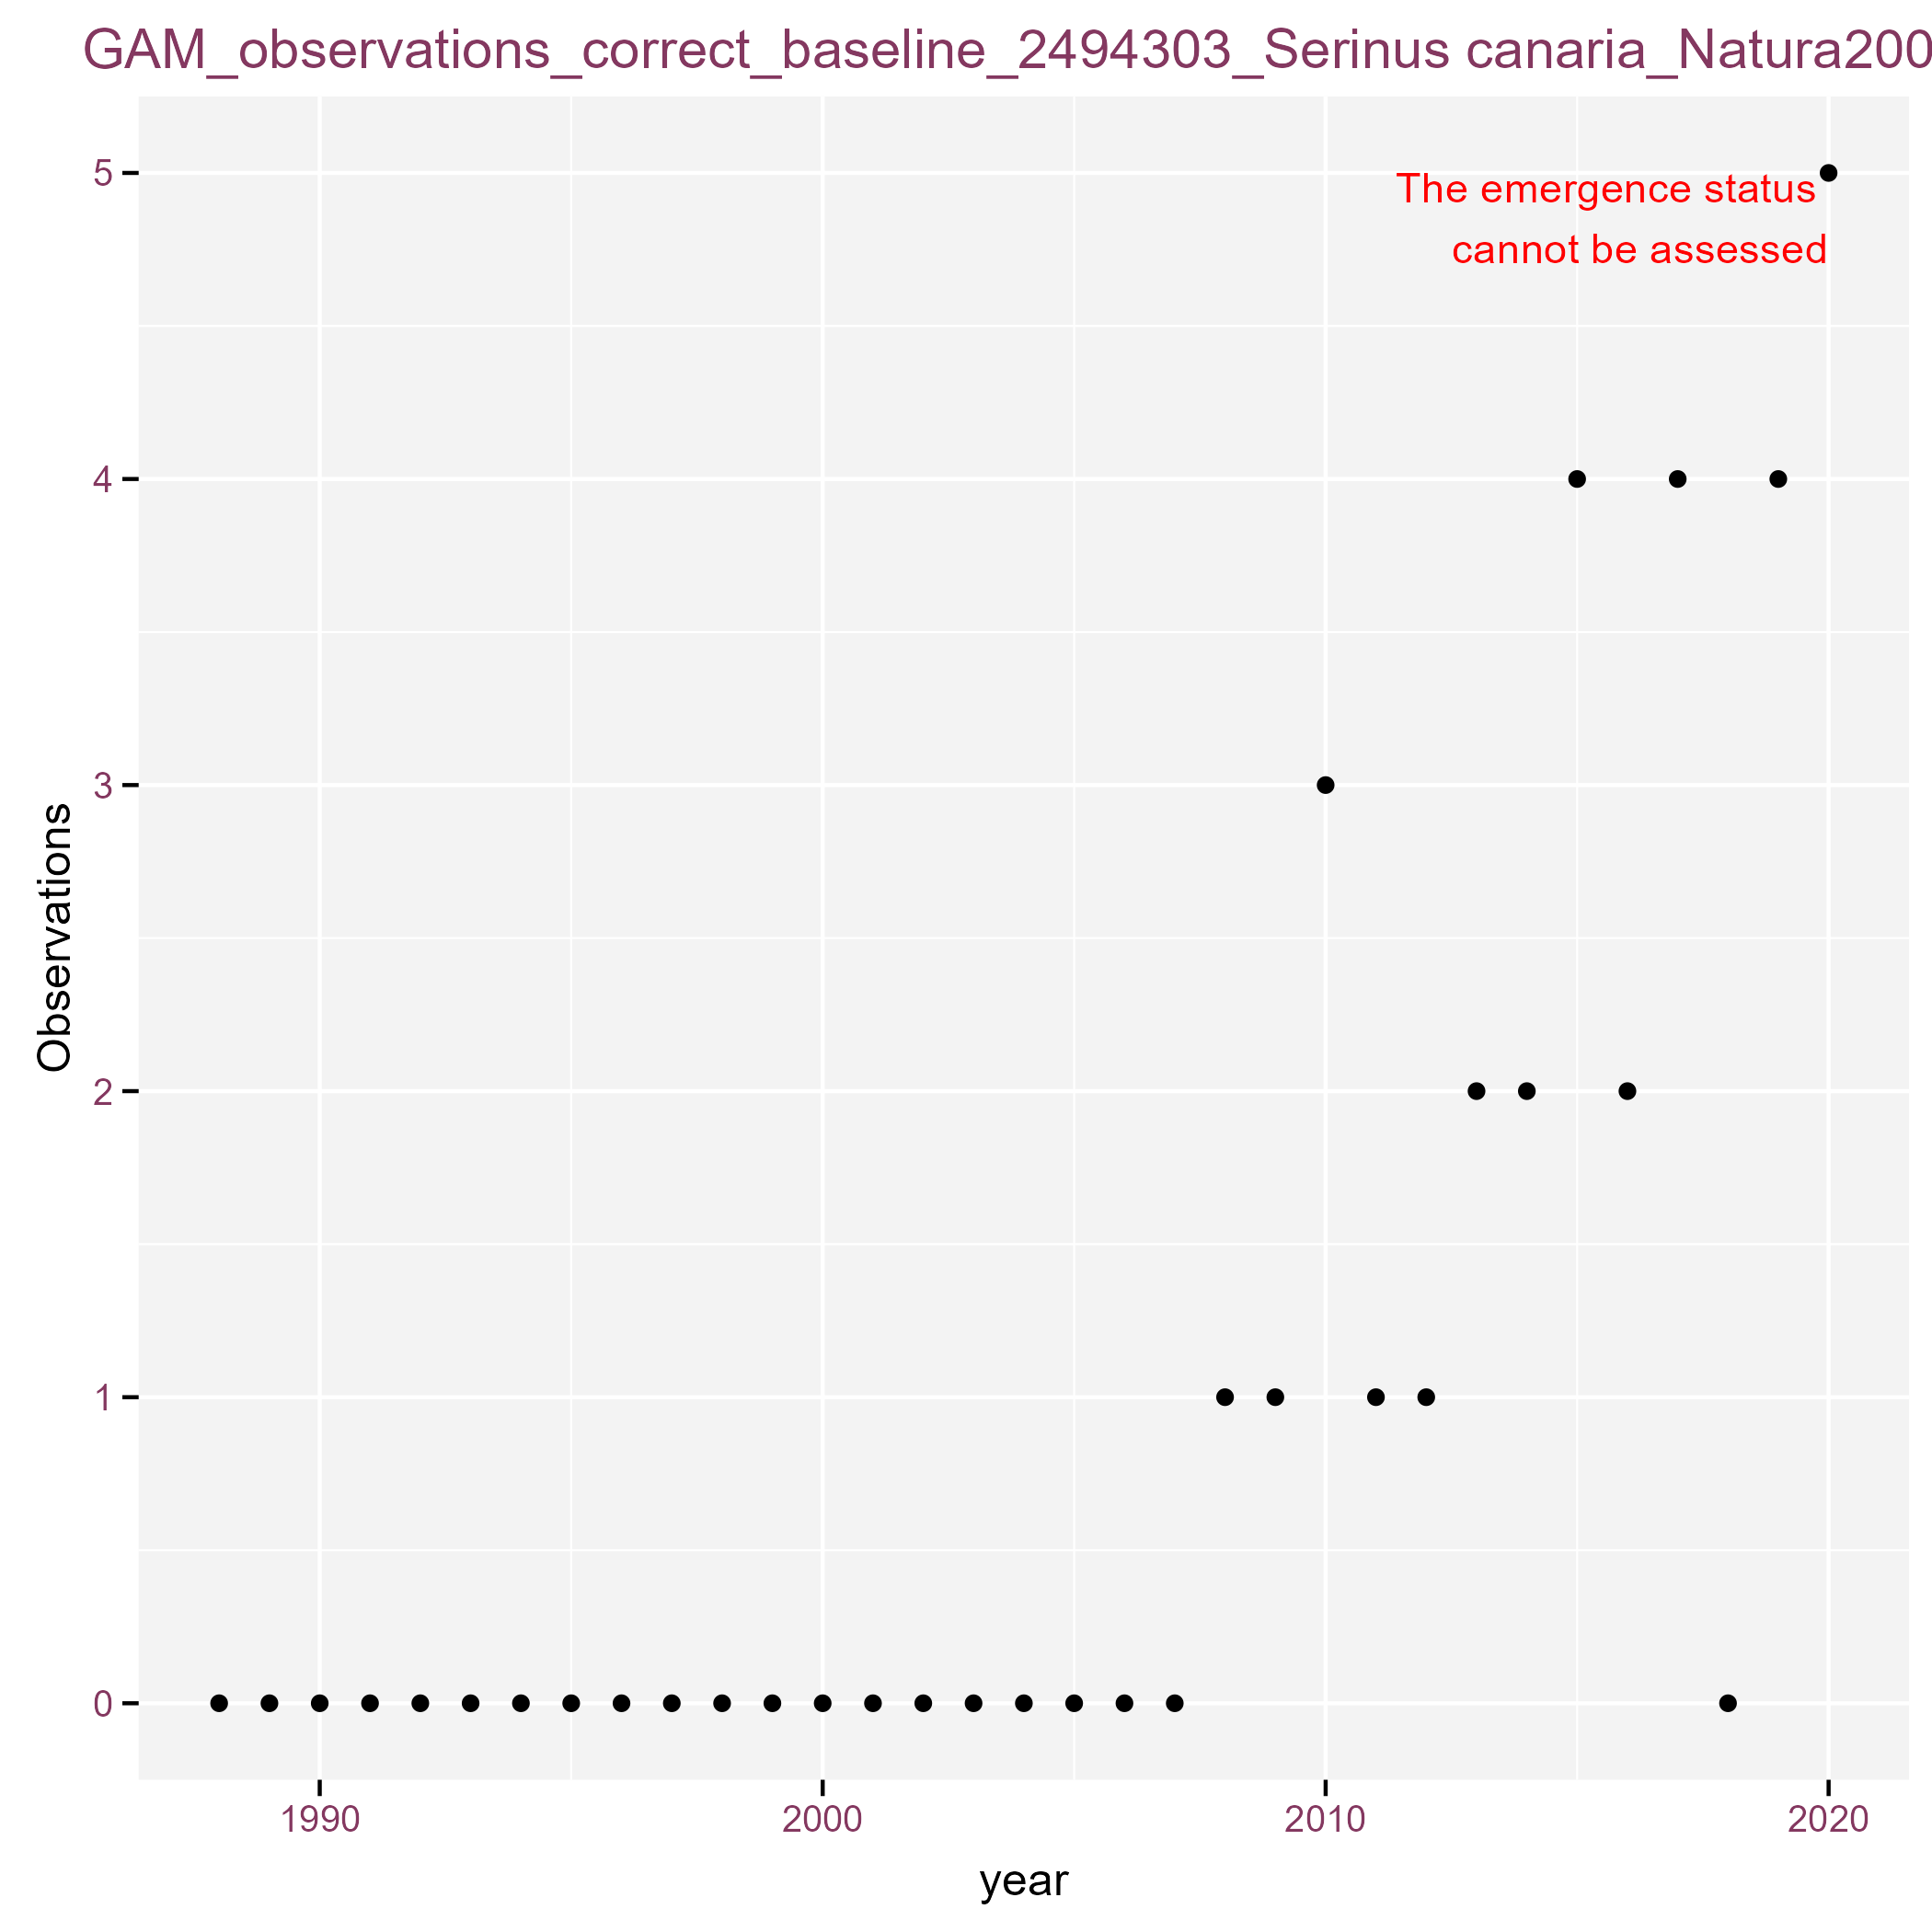 GAM_observations_correct_baseline_2494303_Serinus canaria_Natura200
The emergence status
cannot be assessed
5
4
3
2
1
0
Observations
1990 2000 2010 2020
year